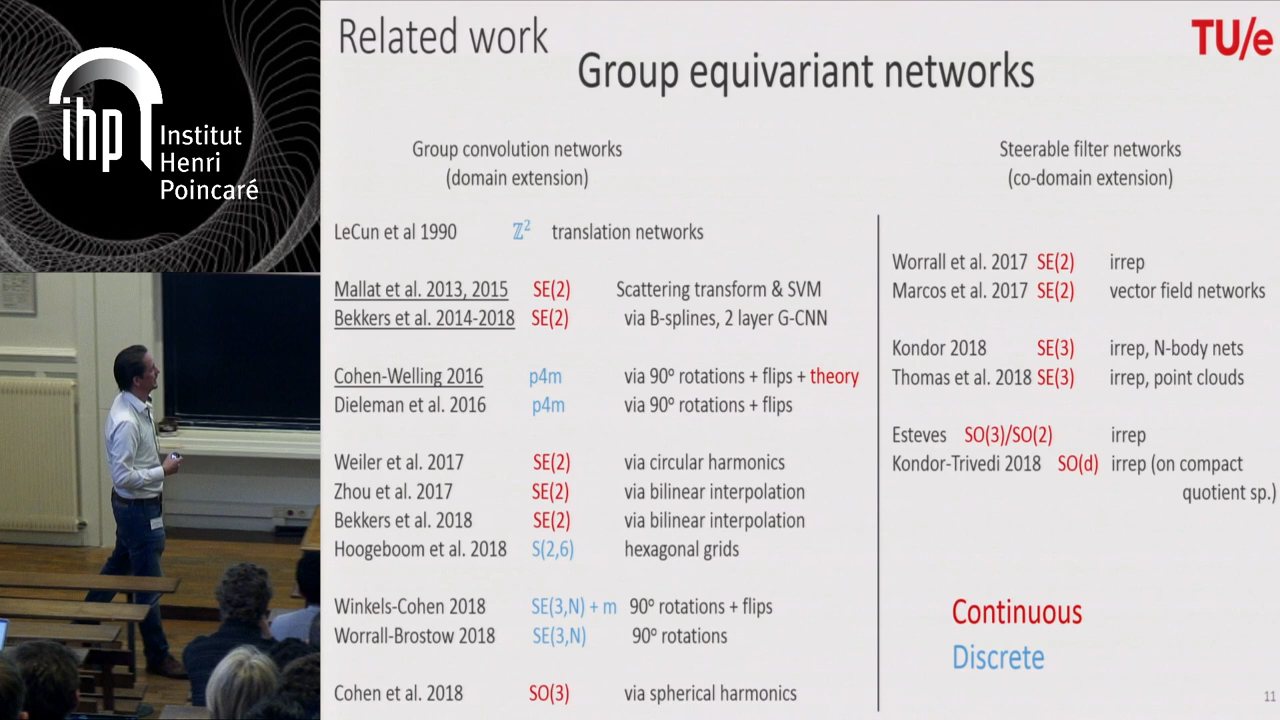 ihp
Institut
Henri
Poincaré
Related work
TU/e
Group equivariant networks
Group convolution networks
(domain extension)
LeCun et al 1990 ℤ² translation networks
Mallat et al. 2013, 2015 SE(2) Scattering transform & SVM
Bekkers et al. 2014-2018 SE(2) via B-splines, 2 layer G-CNN
Cohen-Welling 2016 p4m via 90º rotations + flips + theory
Dieleman et al. 2016 p4m via 90º rotations + flips
Weiler et al. 2017 SE(2) via circular harmonics
Zhou et al. 2017 SE(2) via bilinear interpolation
Bekkers et al. 2018 SE(2) via bilinear interpolation
Hoogeboom et al. 2018 S(2,6) hexagonal grids
Winkels-Cohen 2018 SE(3,N) + m 90º rotations + flips
Worrall-Brostow 2018 SE(3,N) 90º rotations
Cohen et al. 2018 SO(3) via spherical harmonics
Steerable filter networks
(co-domain extension)
Worrall et al. 2017 SE(2) irrep
Marcos et al. 2017 SE(2) vector field networks
Kondor 2018 SE(3) irrep, N-body nets
Thomas et al. 2018 SE(3) irrep, point clouds
Esteves SO(3)/SO(2) irrep
Kondor-Trivedi 2018 SO(d) irrep (on compact
quotient sp.)
Continuous
Discrete
11